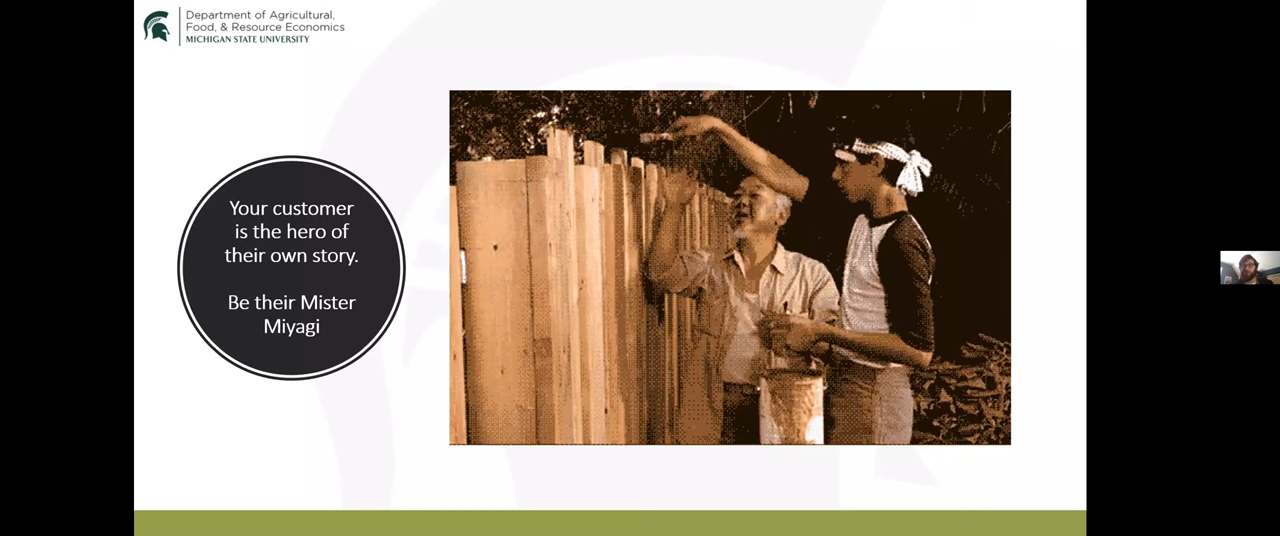 Department of Agricultural,
Food, & Resource Economics
MICHIGAN STATE UNIVERSITY
Your customer
is the hero of
their own story.
Be their Mister
Miyagi